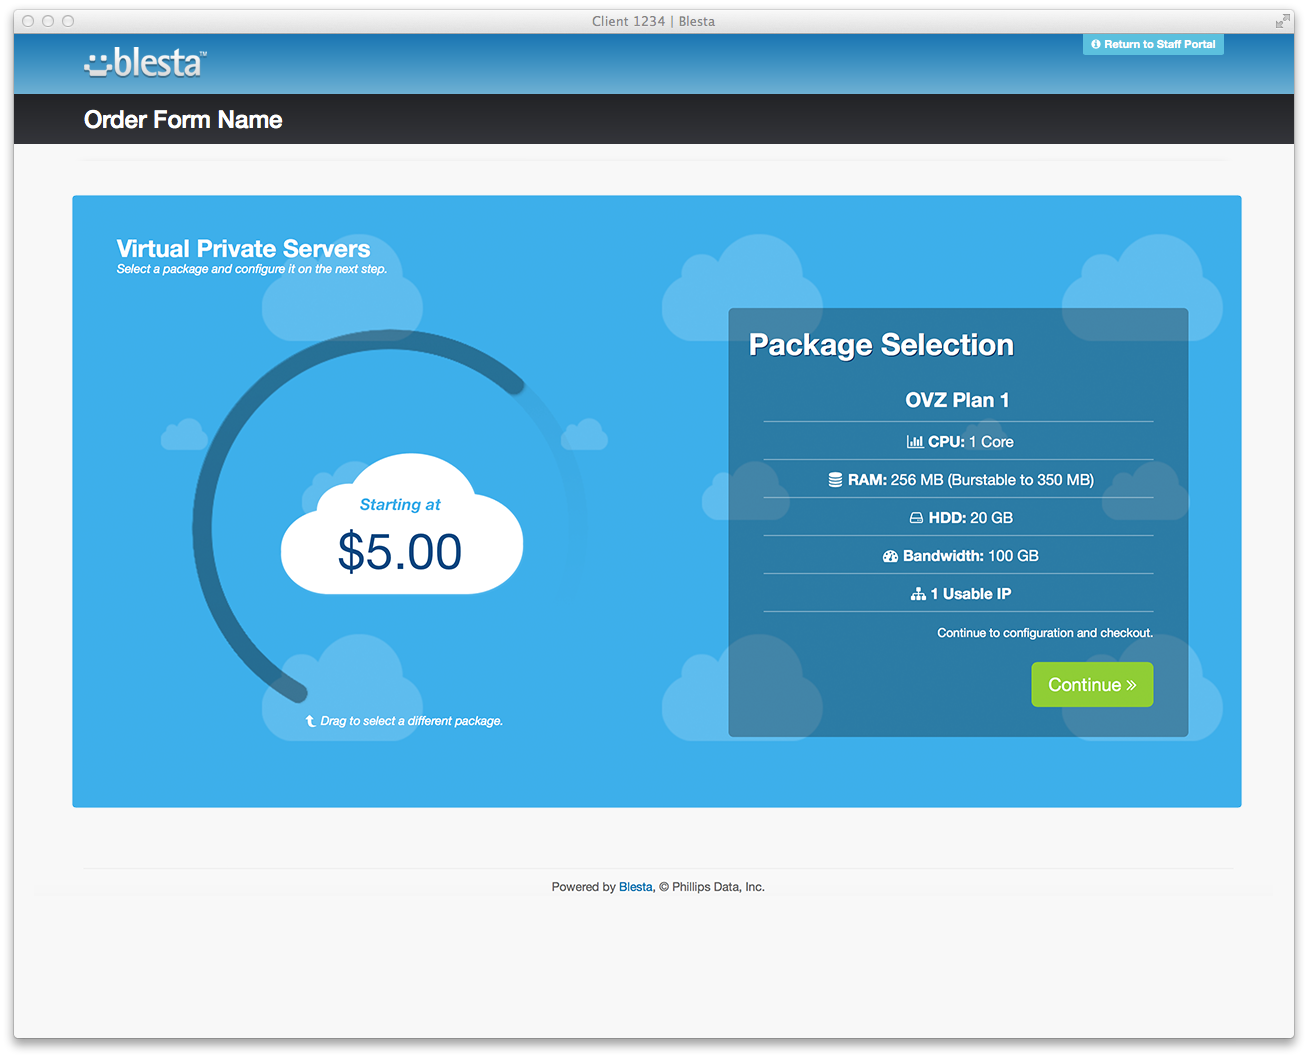 Client 1234 | Blesta
blesta™
Return to Staff Portal
Order Form Name
Virtual Private Servers
Select a package and configure it on the next step.
Starting at
$5.00
Drag to select a different package.
Package Selection
OVZ Plan 1
CPU: 1 Core
RAM: 256 MB (Burstable to 350 MB)
HDD: 20 GB
Bandwidth: 100 GB
1 Usable IP
Continue to configuration and checkout.
Continue »
Powered by Blesta, © Phillips Data, Inc.